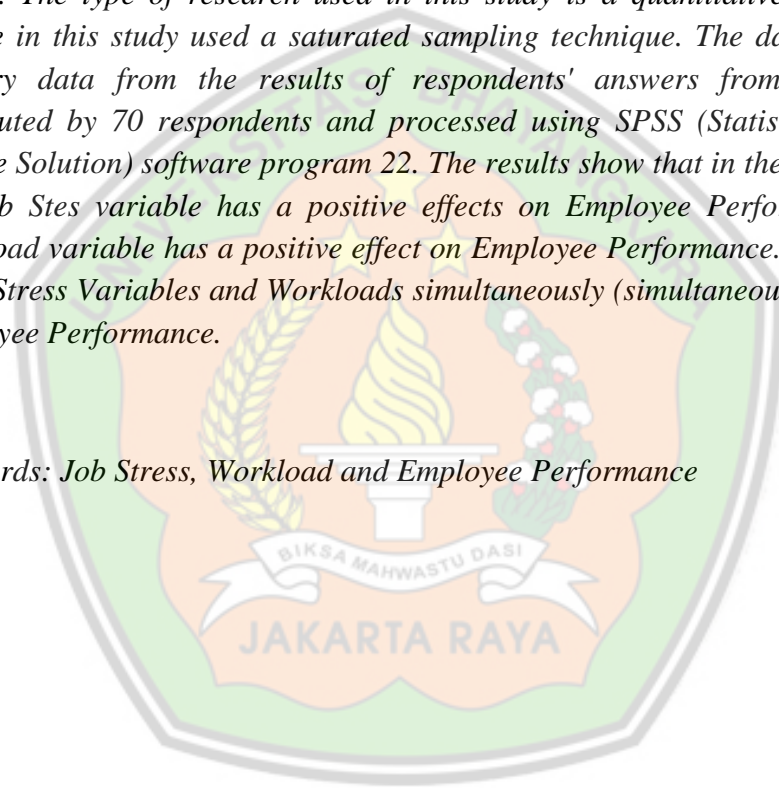 . The type of research used in this study is a quantitative
e in this study used a saturated sampling technique. The da
ry data from the results of respondents' answers from
uted by 70 respondents and processed using SPSS (Statis
e Solution) software program 22. The results show that in the
b Stes variable has a positive effects on Employee Perfo
oad variable has a positive effect on Employee Performance.
Stress Variables and Workloads simultaneously (simultaneou
yee Performance.
rds: Job Stress, Workload and Employee Performance
UNIVERSITAS
BIKSA MAHWASTU DASI
JAKARTA RAYA